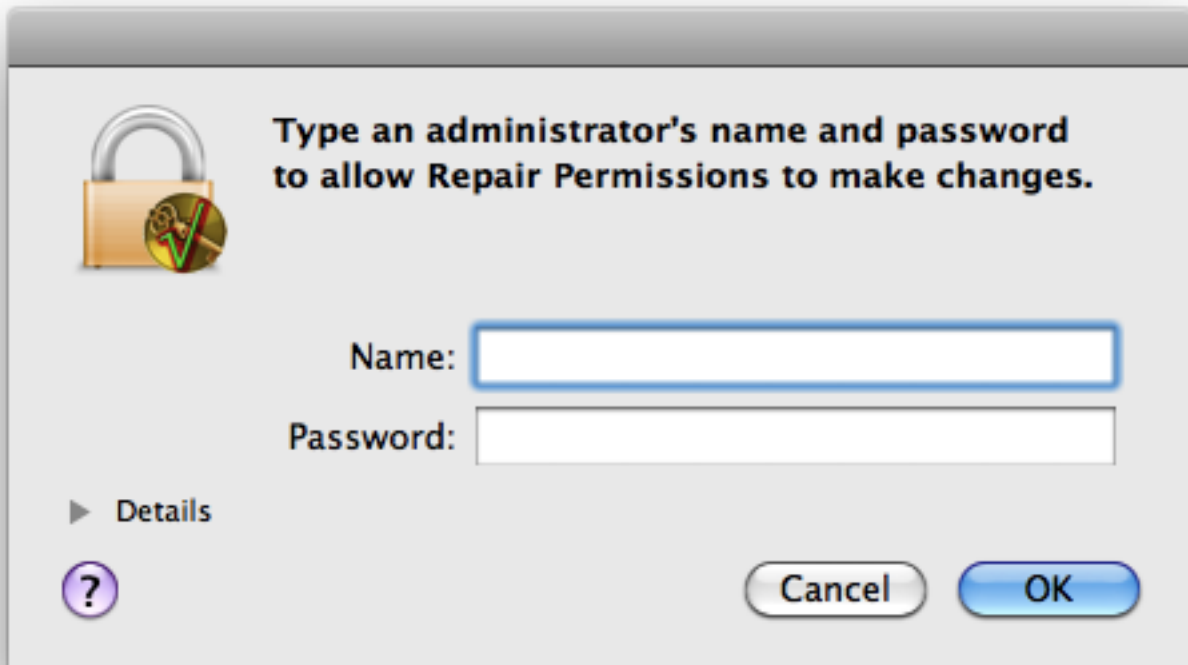 Type an administrator's name and password
to allow Repair Permissions to make changes.
Name:
Password:
Details
?
Cancel
OK